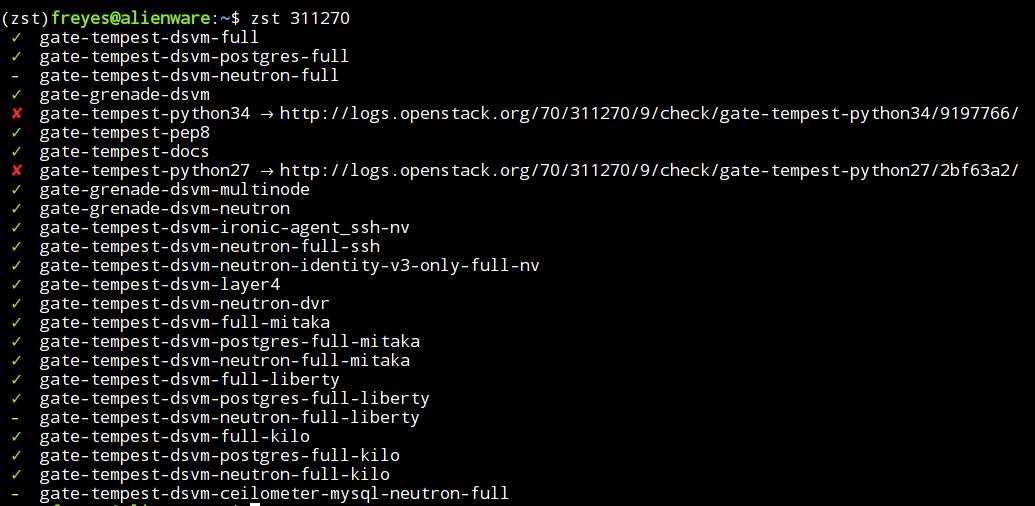 (zst)freyes@alienware:~$ zst 311270
✓ gate-tempest-dsvm-full
✓ gate-tempest-dsvm-postgres-full
- gate-tempest-dsvm-neutron-full
✓ gate-grenade-dsvm
✘ gate-tempest-python34 → http://logs.openstack.org/70/311270/9/check/gate-tempest-python34/9197766/
✓ gate-tempest-pep8
✓ gate-tempest-docs
✘ gate-tempest-python27 → http://logs.openstack.org/70/311270/9/check/gate-tempest-python27/2bf63a2/
✓ gate-grenade-dsvm-multinode
✓ gate-grenade-dsvm-neutron
✓ gate-tempest-dsvm-ironic-agent_ssh-nv
✓ gate-tempest-dsvm-neutron-full-ssh
✓ gate-tempest-dsvm-neutron-identity-v3-only-full-nv
✓ gate-tempest-dsvm-layer4
✓ gate-tempest-dsvm-neutron-dvr
✓ gate-tempest-dsvm-full-mitaka
✓ gate-tempest-dsvm-postgres-full-mitaka
✓ gate-tempest-dsvm-neutron-full-mitaka
✓ gate-tempest-dsvm-full-liberty
✓ gate-tempest-dsvm-postgres-full-liberty
- gate-tempest-dsvm-neutron-full-liberty
✓ gate-tempest-dsvm-full-kilo
✓ gate-tempest-dsvm-postgres-full-kilo
✓ gate-tempest-dsvm-neutron-full-kilo
- gate-tempest-dsvm-ceilometer-mysql-neutron-full